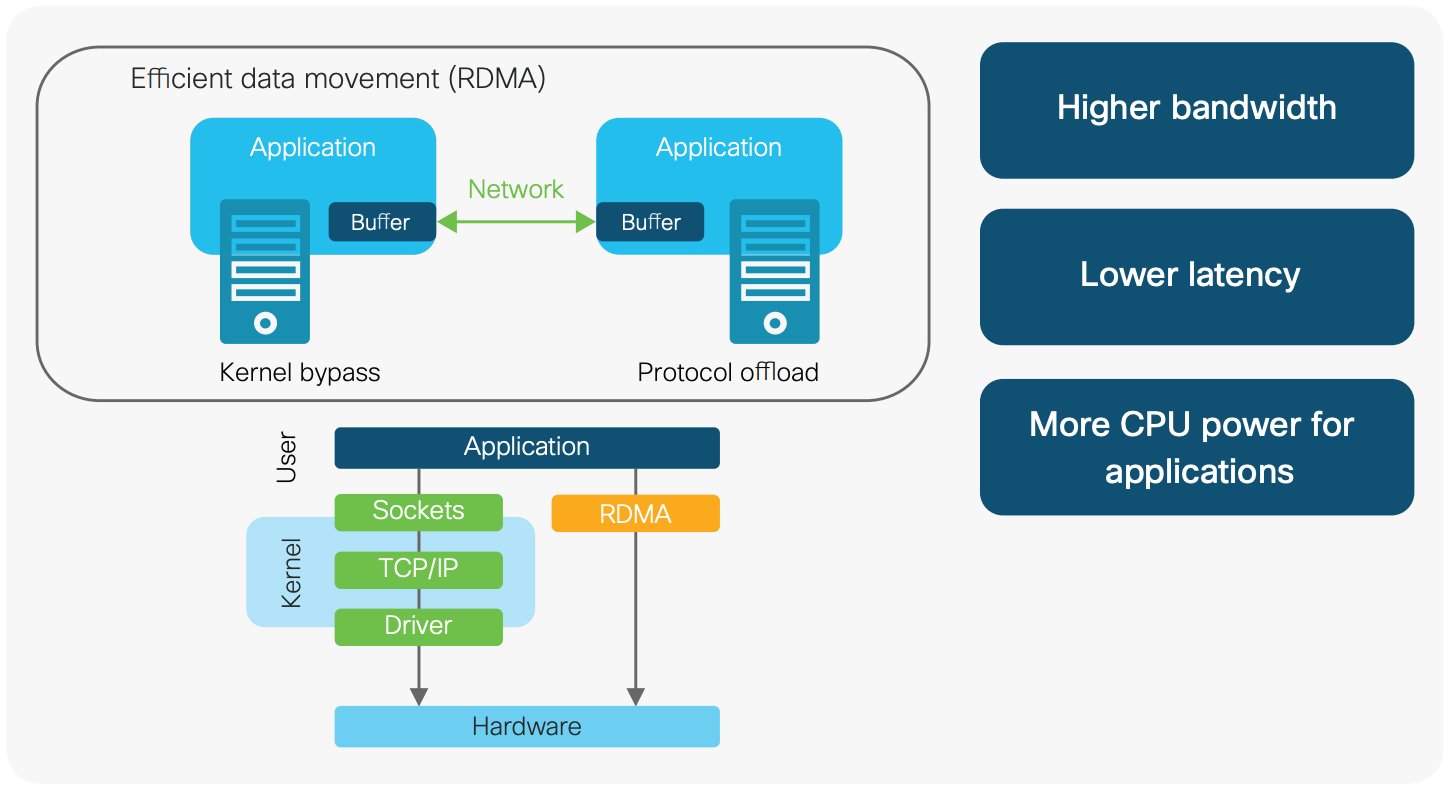 Efficient data movement (RDMA)
Application
Application
Network
Buffer
Buffer
Kernel bypass
Protocol offload
User
Application
Sockets
RDMA
Kernel
TCP/IP
Driver
Hardware
Higher bandwidth
Lower latency
More CPU power for
applications